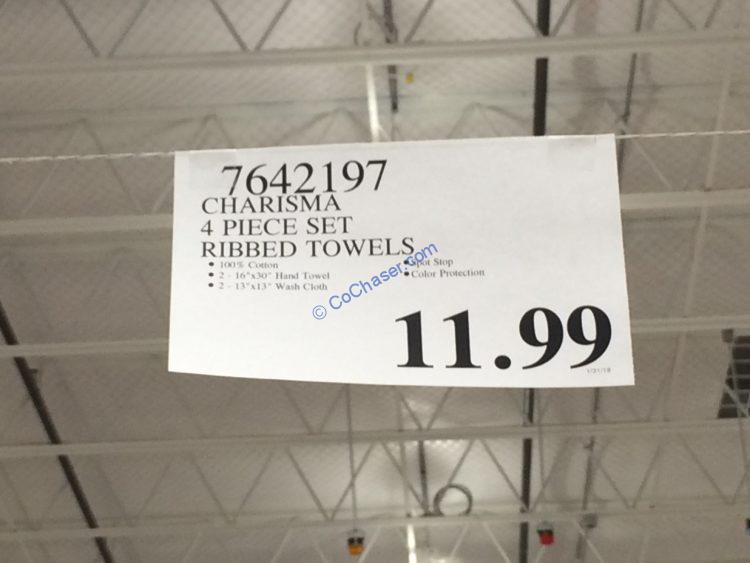 7642197
CHARISMA
4 PIECE SET
RIBBED TOWELS
• 100% Cotton
• 2 - 16"x30" Hand Towel
• 2 - 13"x13" Wash Cloth
• Spot Stop
• Color Protection
© CoChaser.com
11.99
1/31/18